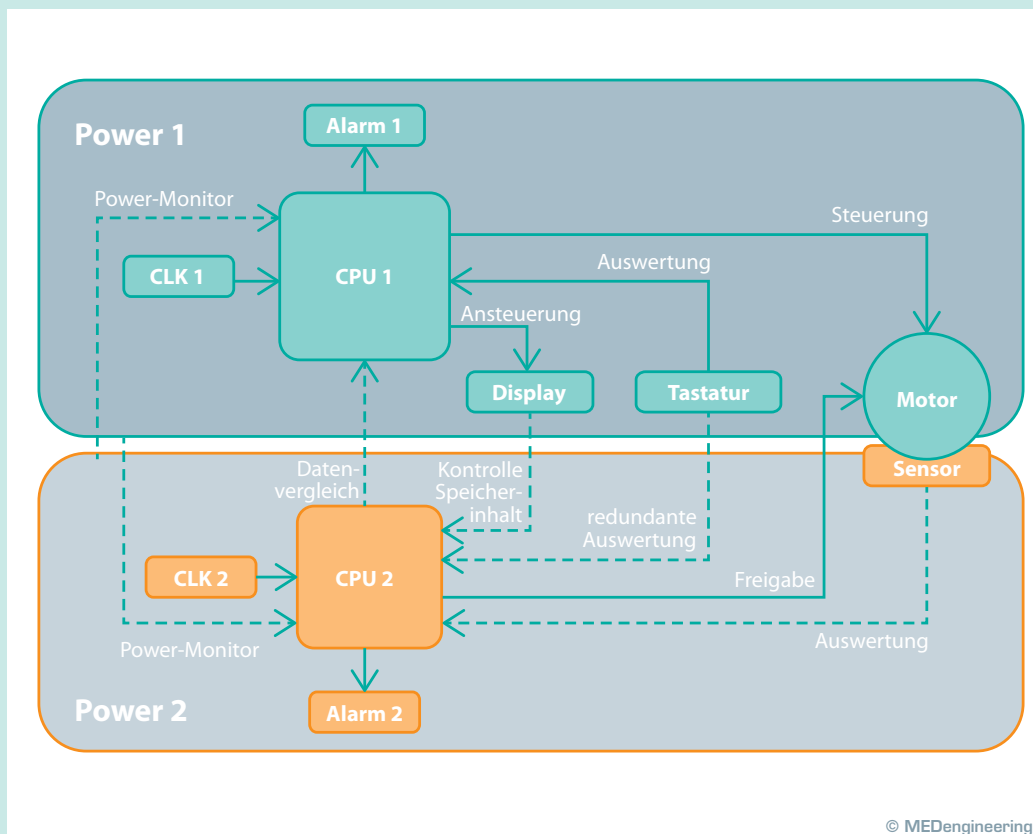 Power 1
Alarm 1
Power-Monitor
Steuerung
CLK 1
CPU 1
Auswertung
Ansteuerung
Display
Tastatur
Motor
Sensor
Daten-
vergleich
Kontrolle
Speicher-
inhalt
redundante
Auswertung
CLK 2
CPU 2
Freigabe
Power-Monitor
Auswertung
Power 2
Alarm 2
© MEDengineering